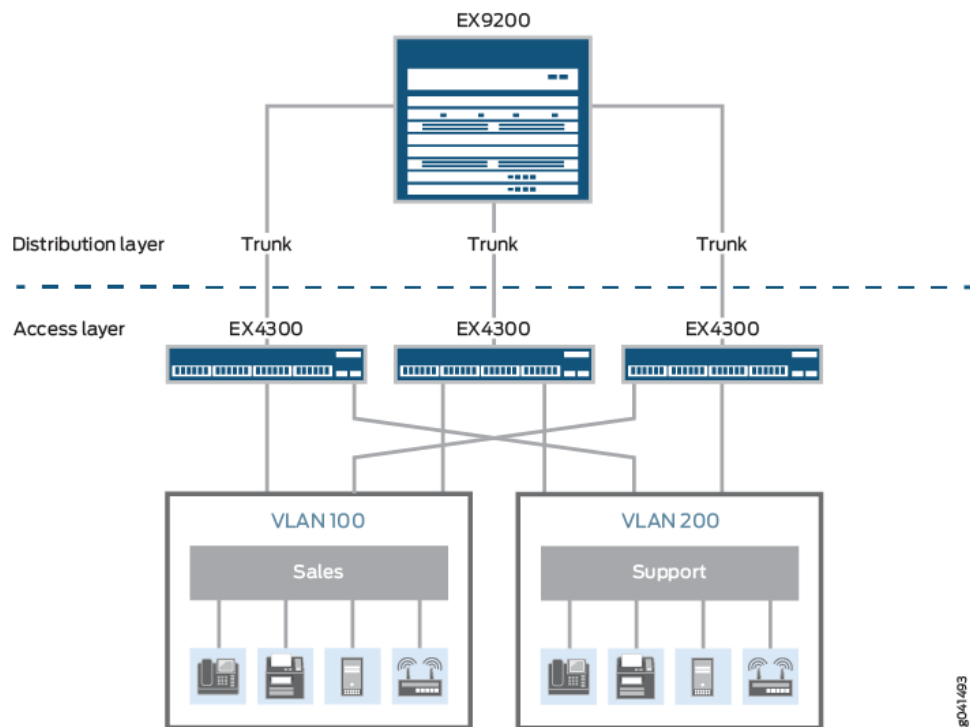 EX9200
Distribution layer
Trunk
Trunk
Trunk
Access layer
EX4300
EX4300
EX4300
VLAN 100
VLAN 200
Sales
Support
g041493